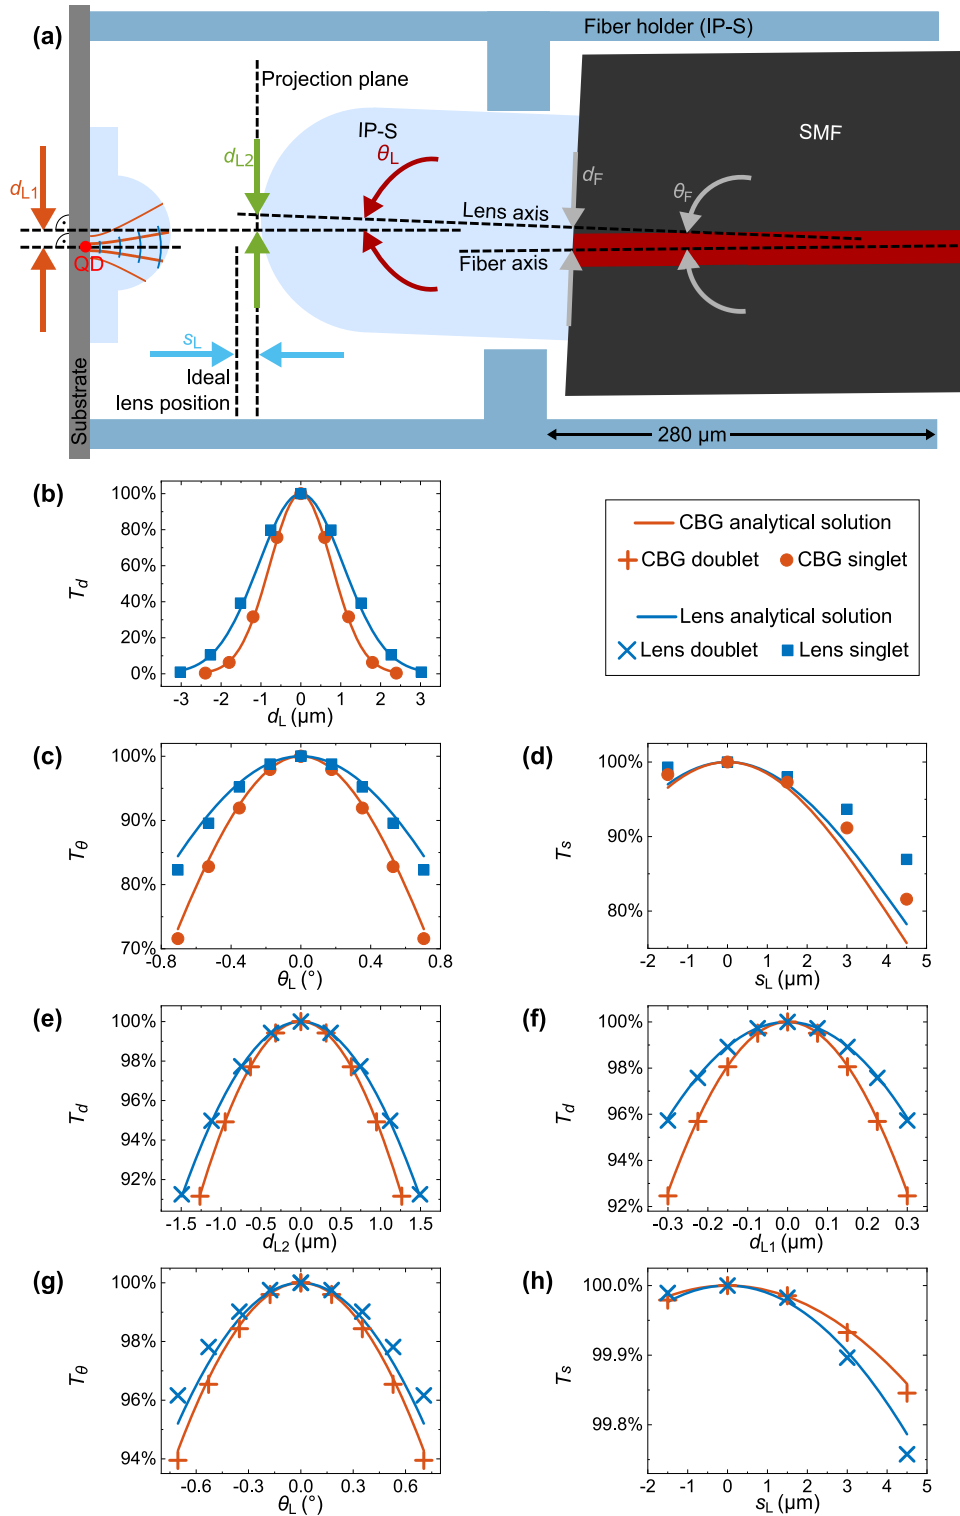 (a)
Fiber holder (IP-S)
Projection plane
IP-S
SMF
θL
dL2
dF
dL1
θF
Lens axis
QD
Fiber axis
sL
Ideal
lens position
Substrate
280 µm
(b)
100%
80%
60%
40%
20%
0%
Td
-3 -2 -1 0 1 2 3
dL (µm)
CBG analytical solution
CBG doublet CBG singlet
Lens analytical solution
Lens doublet Lens singlet
(c)
100%
90%
80%
70%
Tθ
-0.8 -0.4 0.0 0.4 0.8
θL (°)
(d)
100%
90%
80%
Ts
-2 -1 0 1 2 3 4 5
sL (µm)
(e)
100%
98%
96%
94%
92%
Td
-1.5 -1.0 -0.5 0.0 0.5 1.0 1.5
dL2 (µm)
(f)
100%
98%
96%
94%
92%
Td
-0.3 -0.2 -0.1 0.0 0.1 0.2 0.3
dL1 (µm)
(g)
100%
98%
96%
94%
Tθ
-0.6 -0.3 0.0 0.3 0.6
θL (°)
(h)
100.0%
99.9%
99.8%
Ts
-2 -1 0 1 2 3 4 5
sL (µm)